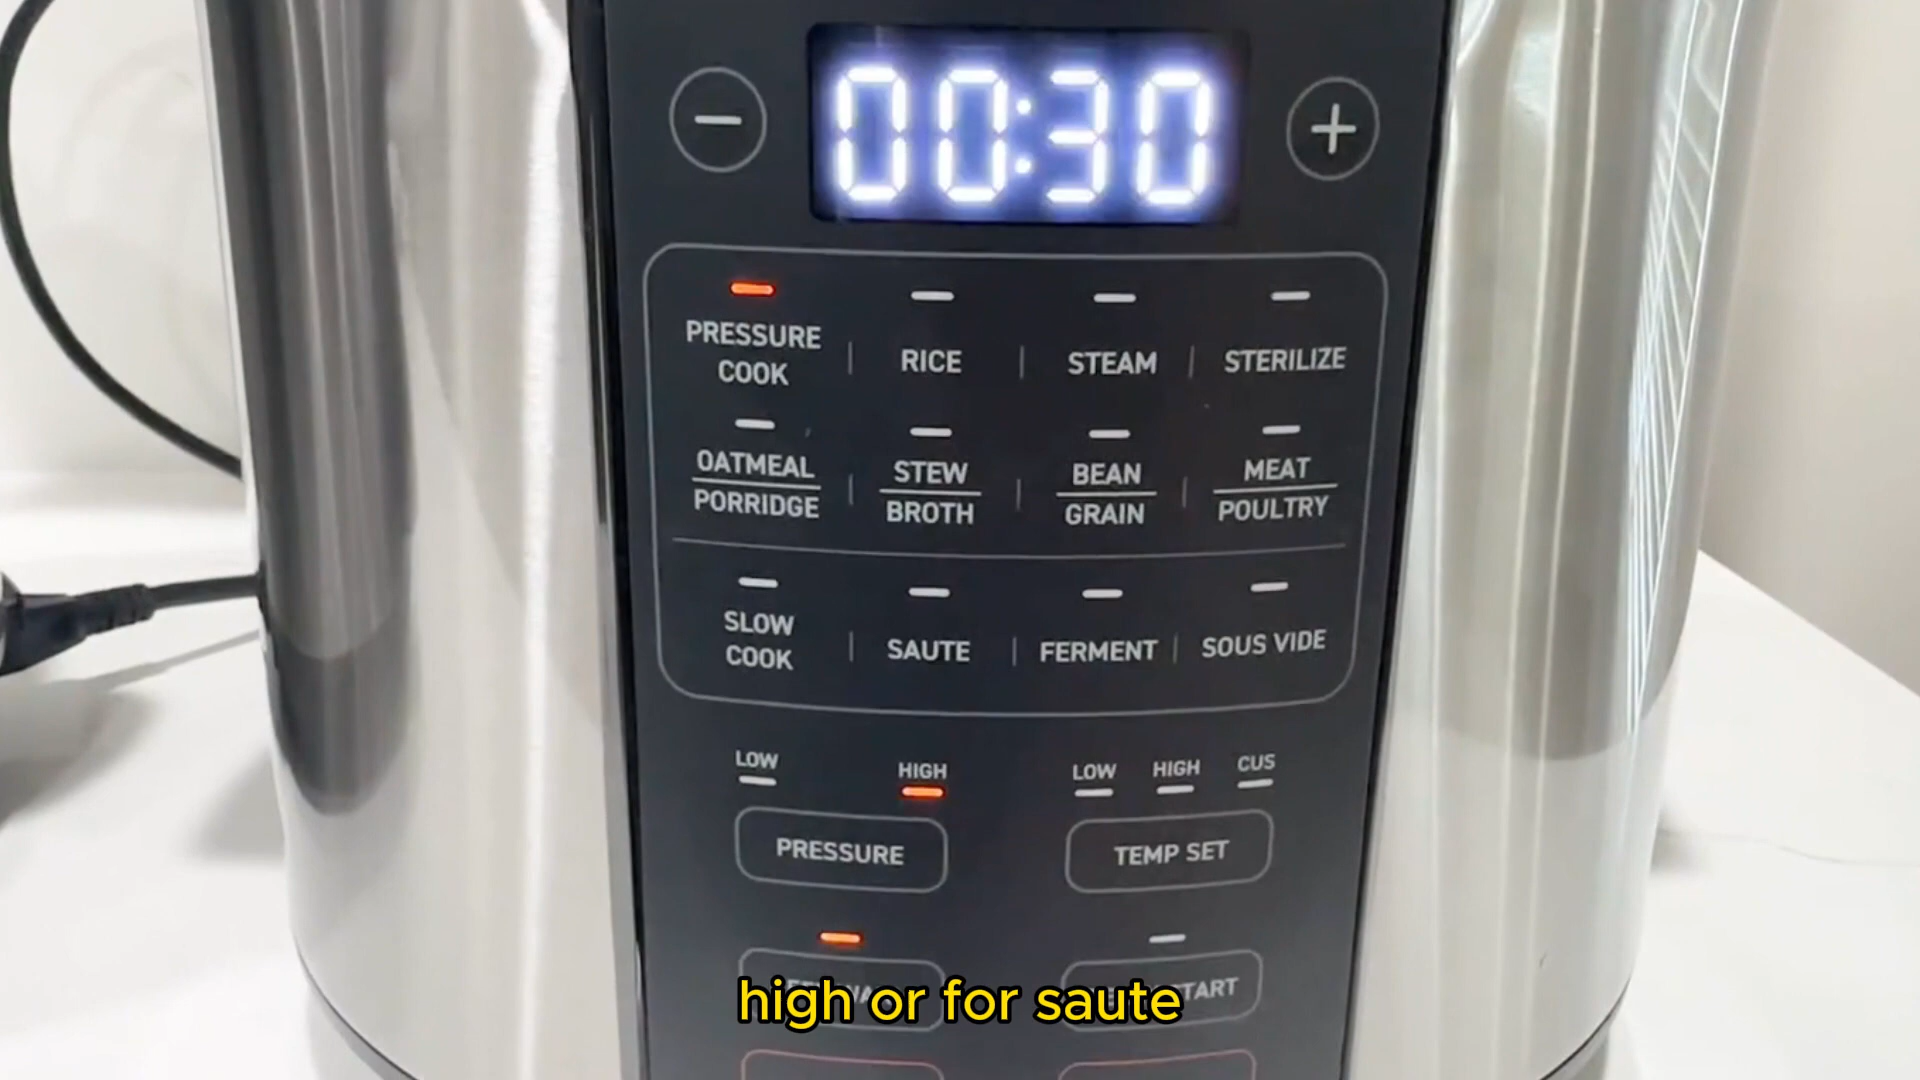 00:30
PRESSURE
COOK
RICE
STEAM
STERILIZE
OATMEAL
PORRIDGE
STEW
BROTH
BEAN
GRAIN
MEAT
POULTRY
SLOW
COOK
SAUTE
FERMENT
SOUS VIDE
LOW
HIGH
LOW
HIGH
CUS
PRESSURE
TEMP SET
START
high or for saute